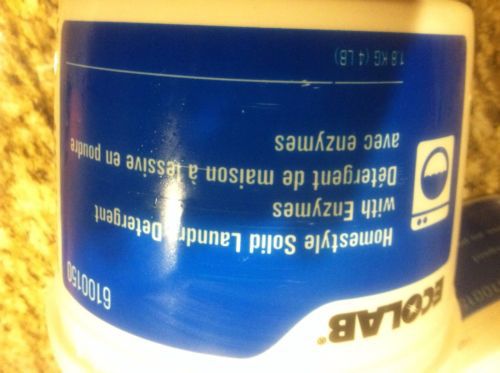 ECOLAB®
6100150
Homestyle Solid Laundry Detergent
with Enzymes
Détergent de maison à lessive en poudre
avec enzymes
1.8 KG (4 LB)